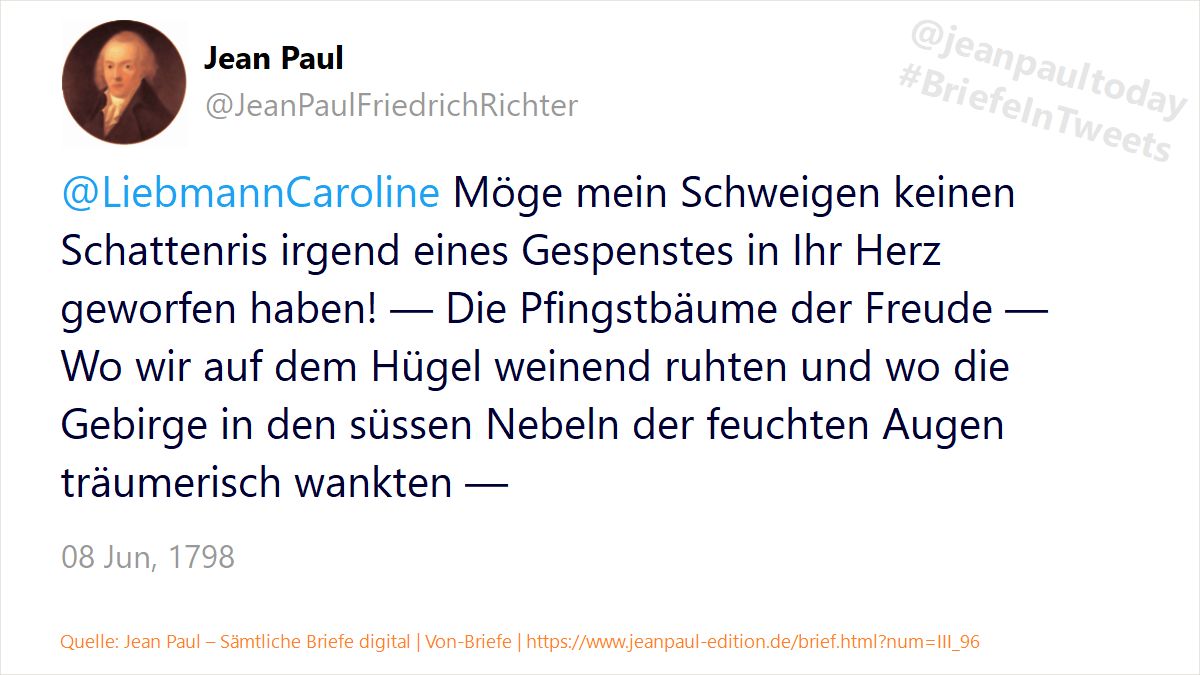 Jean Paul
@JeanPaulFriedrichRichter
@jeanpaultoday
#BriefeInTweets
@LiebmannCaroline Möge mein Schweigen keinen
Schattenris irgend eines Gespenstes in Ihr Herz
geworfen haben! — Die Pfingstbäume der Freude —
Wo wir auf dem Hügel weinend ruhten und wo die
Gebirge in den süssen Nebeln der feuchten Augen
träumerisch wankten —
08 Jun, 1798
Quelle: Jean Paul – Sämtliche Briefe digital | Von-Briefe | https://www.jeanpaul-edition.de/brief.html?num=III_96